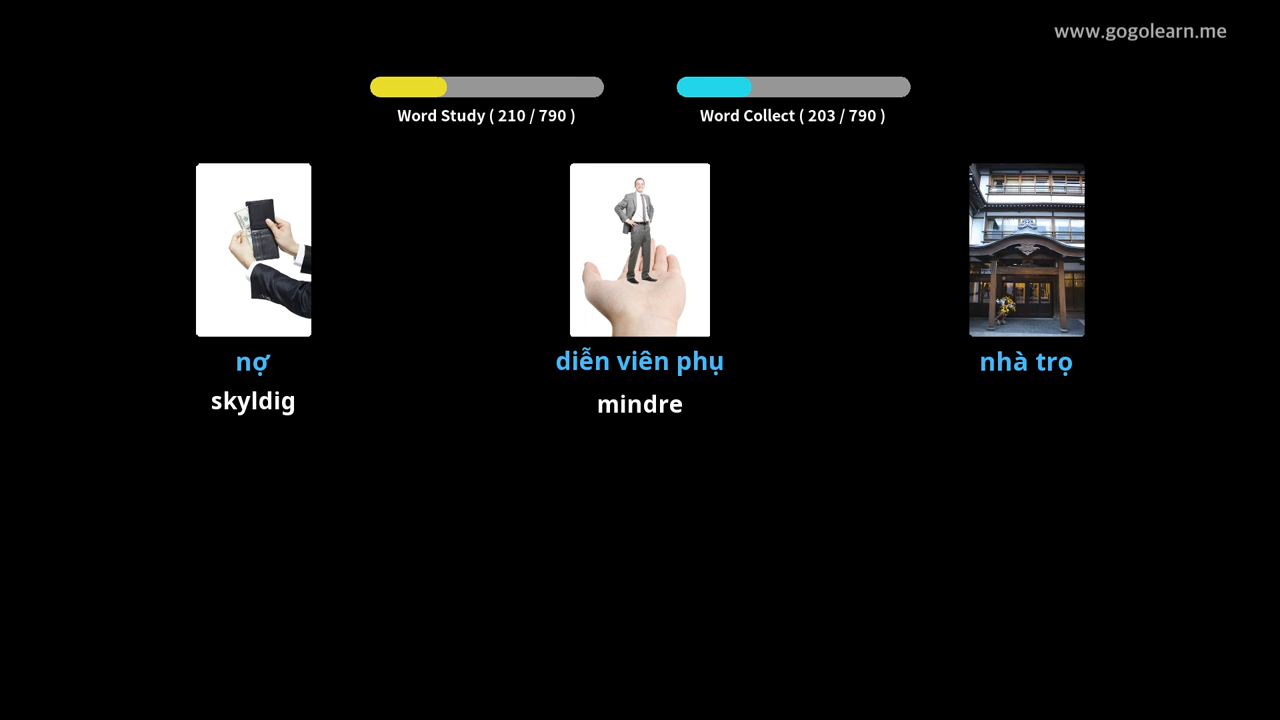 www.gogolearn.me
Word Study ( 210 / 790 )
Word Collect ( 203 / 790 )
nợ
diễn viên phụ
nhà trọ
skyldig
mindre